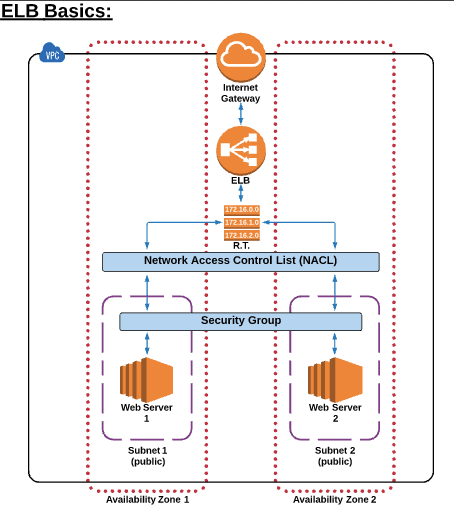 ELB Basics:
VPC
Internet
Gateway
ELB
172.16.0.0
172.16.1.0
172.16.2.0
R.T.
Network Access Control List (NACL)
Security Group
Web Server
1
Web Server
2
Subnet 1
(public)
Subnet 2
(public)
Availability Zone 1
Availability Zone 2